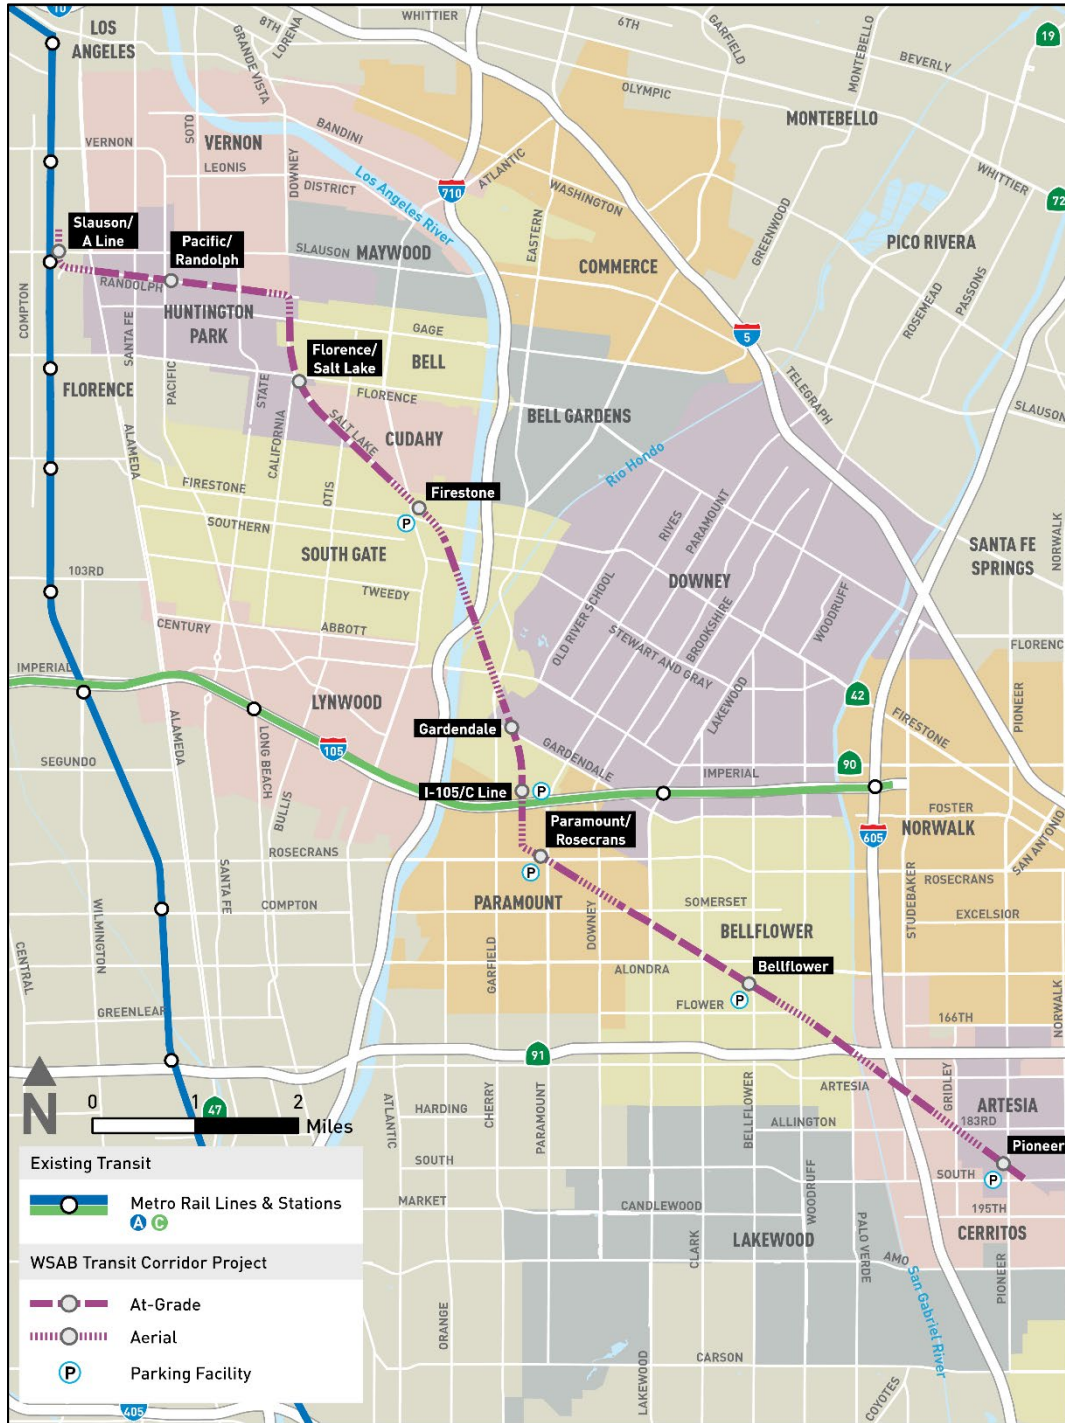 10
LOS
ANGELES
8TH
LORENA
GRANDE VISTA
WHITTIER
6TH
GARFIELD
MONTEBELLO
BEVERLY
19
OLYMPIC
MONTEBELLO
VERNON
SOTO
VERNON
BANDINI
LEONIS
DOWNEY
DISTRICT
Los Angeles River
710
ATLANTIC
WASHINGTON
EASTERN
GREENWOOD
WHITTIER
72
PICO RIVERA
Slauson/
A Line
Pacific/
Randolph
SLAUSON
MAYWOOD
COMMERCE
ROSEMEAD
PASSONS
COMPTON
RANDOLPH
HUNTINGTON
PARK
SANTA FE
PACIFIC
GAGE
BELL
5
FLORENCE
Florence/
Salt Lake
STATE
FLORENCE
TELEGRAPH
SLAUSON
ALAMEDA
CALIFORNIA
SALT LAKE
CUDAHY
BELL GARDENS
Rio Hondo
FIRESTONE
OTIS
Firestone
P
SOUTHERN
SOUTH GATE
RIVES
PARAMOUNT
NORWALK
SANTA FE
SPRINGS
103RD
TWEEDY
DOWNEY
OLD RIVER SCHOOL
STEWART AND GRAY
BROOKSHIRE
WOODRUFF
CENTURY
ABBOTT
FLORENC
IMPERIAL
LYNWOOD
LAKEWOOD
42
PIONEER
FIRESTONE
ALAMEDA
LONG BEACH
105
Gardendale
GARDENDALE
90
SEGUNDO
BULLIS
I-105/C Line
P
IMPERIAL
FOSTER
605
NORWALK
SAN ANTONIO
Paramount/
Rosecrans
P
ROSECRANS
SANTA FE
ROSECRANS
PARAMOUNT
STUDEBAKER
WILMINGTON
COMPTON
SOMERSET
EXCELSIOR
DOWNEY
BELLFLOWER
CENTRAL
GARFIELD
ALONDRA
Bellflower
P
FLOWER
GREENLEAF
166TH
NORWALK
91
N
0
1
2
Miles
47
ATLANTIC
HARDING
CHERRY
PARAMOUNT
BELLFLOWER
ARTESIA
ALLINGTON
GRIDLEY
ARTESIA
183RD
Pioneer
P
SOUTH
SOUTH
MARKET
CANDLEWOOD
WOODRUFF
195TH
CLARK
LAKEWOOD
PALO VERDE
CERRITOS
AMO
San Gabriel River
PIONEER
ORANGE
LAKEWOOD
CARSON
COYOTES
Existing Transit
Metro Rail Lines & Stations
A C
WSAB Transit Corridor Project
At-Grade
Aerial
P Parking Facility
405